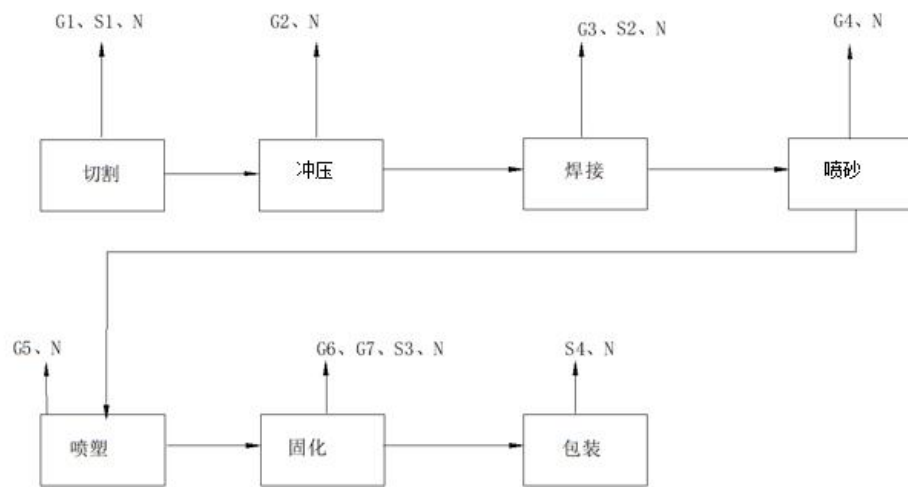 G1、S1、N
G2、N
G3、S2、N
G4、N
切割
冲压
焊接
喷砂
G5、N
G6、G7、S3、N
S4、N
喷塑
固化
包装